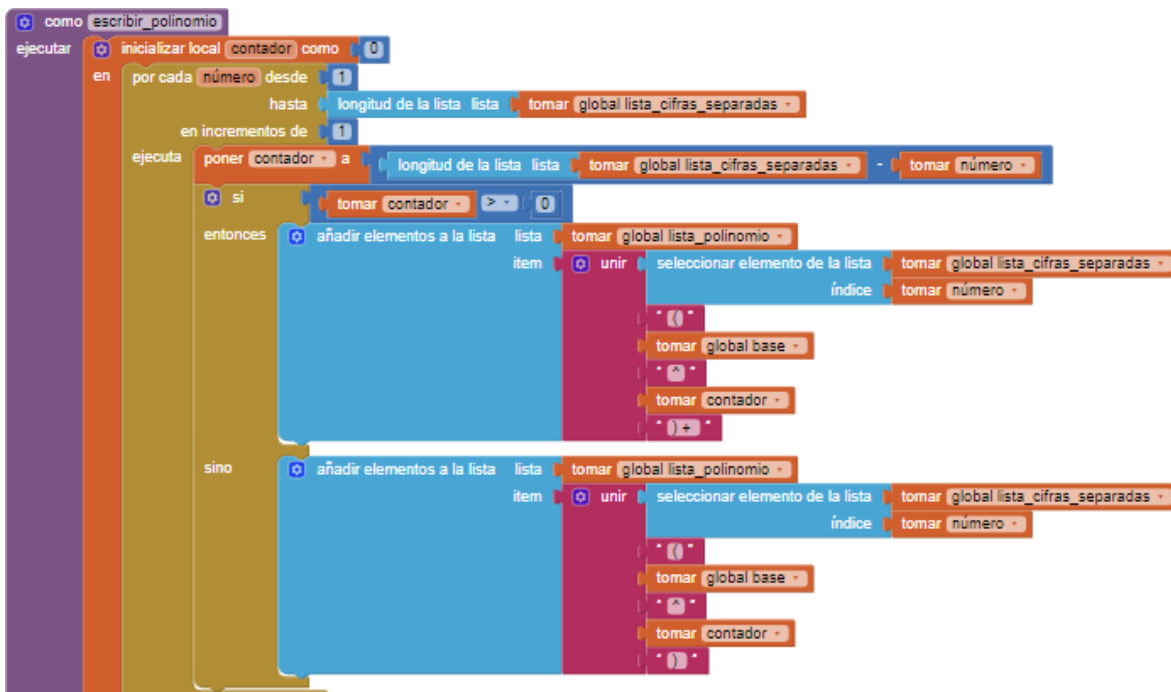 como escribir_polinomio
ejecutar inicializar local contador como 0
en por cada número desde 1
hasta longitud de la lista lista tomar global lista_cifras_separadas
en incrementos de 1
ejecuta poner contador a longitud de la lista lista tomar global lista_cifras_separadas - tomar número
si tomar contador > 0
entonces añadir elementos a la lista lista tomar global lista_polinomio
item unir seleccionar elemento de la lista tomar global lista_cifras_separadas
índice tomar número
" ( "
tomar global base
" ^ "
tomar contador
" ) + "
sino añadir elementos a la lista lista tomar global lista_polinomio
item unir seleccionar elemento de la lista tomar global lista_cifras_separadas
índice tomar número
" ( "
tomar global base
" ^ "
tomar contador
" ) "